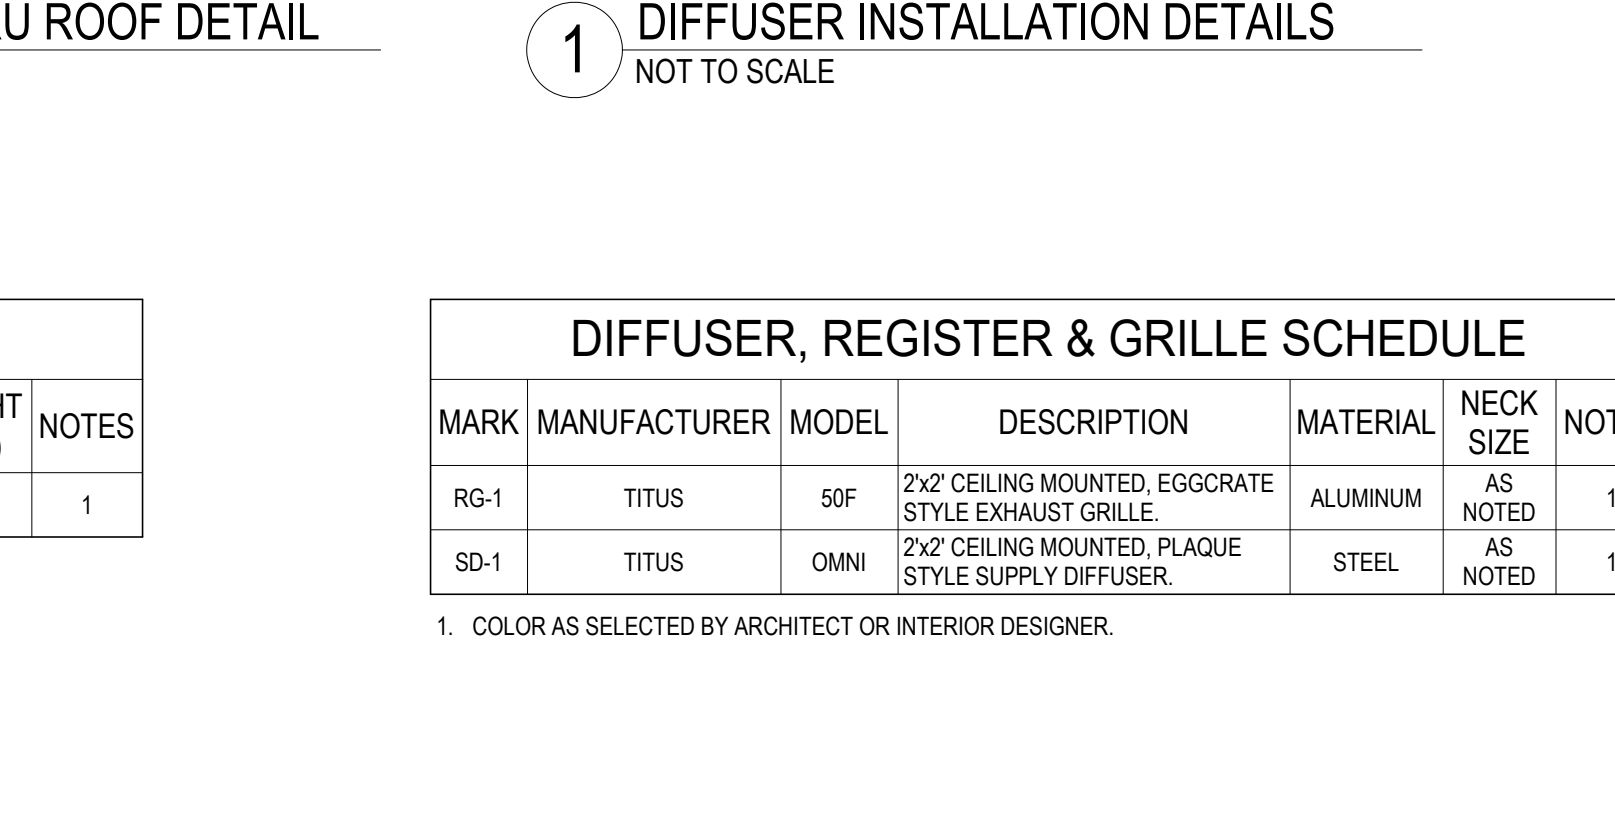 ROOF DETAIL
1
DIFFUSER INSTALLATION DETAILS
NOT TO SCALE
NOTES
1
DIFFUSER, REGISTER & GRILLE SCHEDULE
MARK MANUFACTURER MODEL DESCRIPTION MATERIAL NECK
SIZE
RG-1 TITUS 50F 2'x2' CEILING MOUNTED, EGGCRATE
STYLE EXHAUST GRILLE. ALUMINUM AS
NOTED 1
SD-1 TITUS OMNI 2'x2' CEILING MOUNTED, PLAQUE
STYLE SUPPLY DIFFUSER. STEEL AS
NOTED 1
1. COLOR AS SELECTED BY ARCHITECT OR INTERIOR DESIGNER.